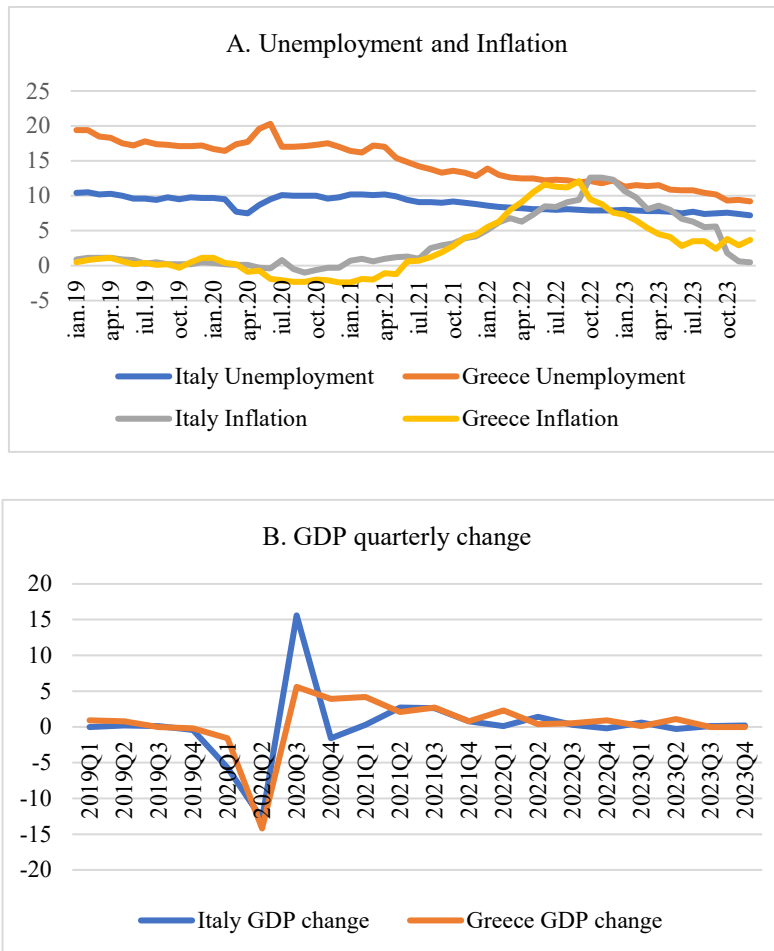 A. Unemployment and Inflation
25
20
15
10
5
0
-5
ian.19
apr.19
iul.19
oct.19
ian.20
apr.20
iul.20
oct.20
ian.21
apr.21
iul.21
oct.21
ian.22
apr.22
iul.22
oct.22
ian.23
apr.23
iul.23
oct.23
Italy Unemployment
Greece Unemployment
Italy Inflation
Greece Inflation
B. GDP quarterly change
20
15
10
5
0
-5
-10
-15
-20
2019Q1
2019Q2
2019Q3
2019Q4
2020Q1
2020Q2
2020Q3
2020Q4
2021Q1
2021Q2
2021Q3
2021Q4
2022Q1
2022Q2
2022Q3
2022Q4
2023Q1
2023Q2
2023Q3
2023Q4
Italy GDP change
Greece GDP change